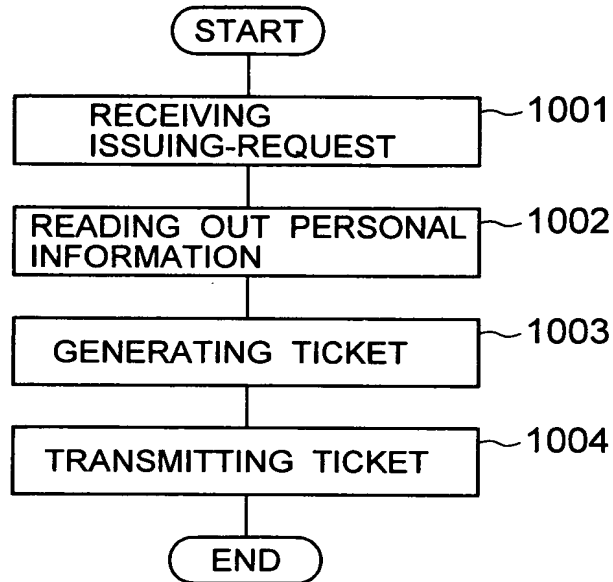 START
RECEIVING
ISSUING-REQUEST
1001
READING OUT PERSONAL
INFORMATION
1002
GENERATING TICKET
1003
TRANSMITTING TICKET
1004
END